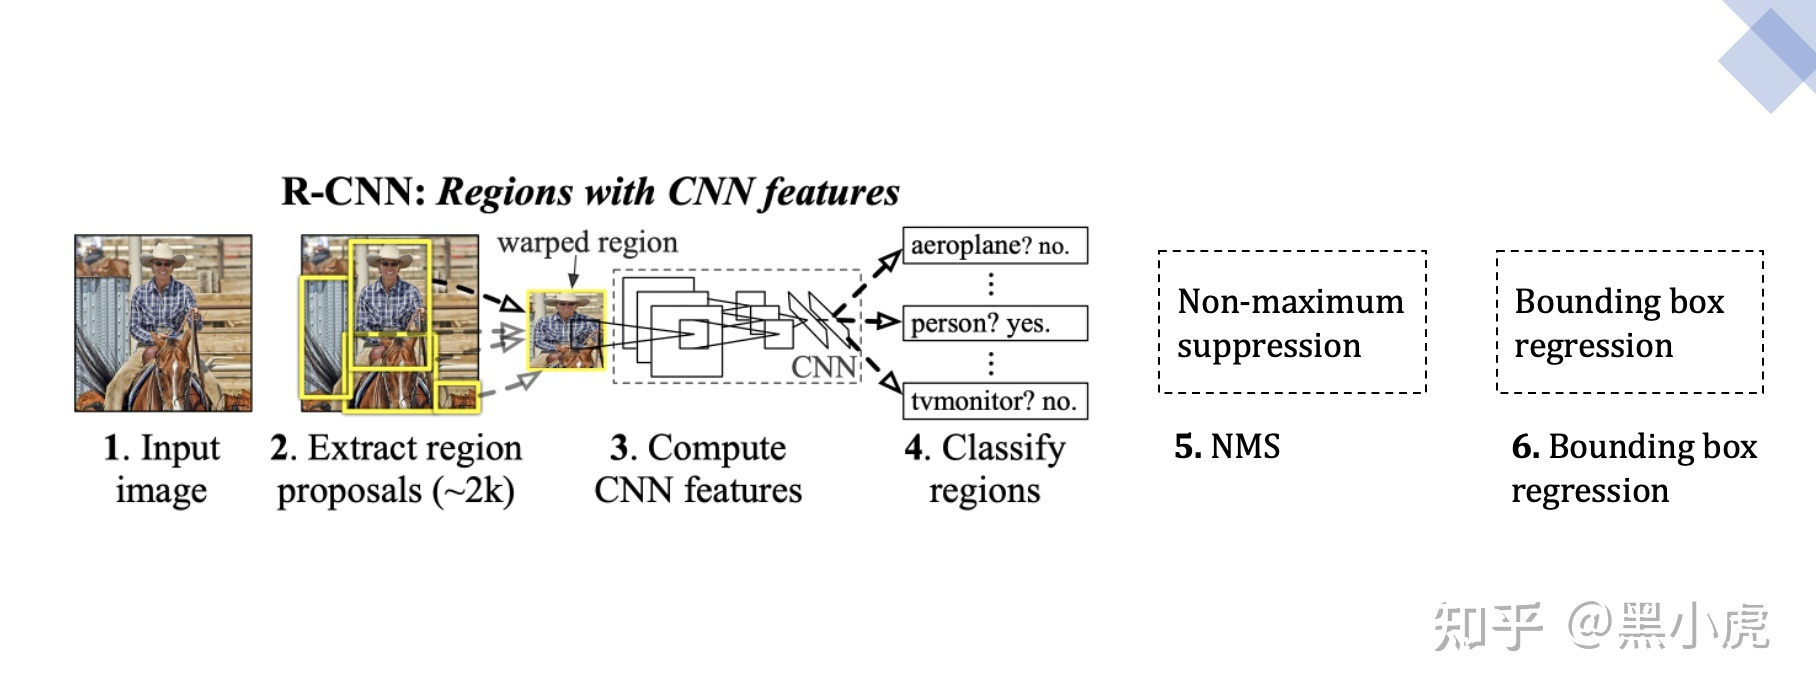 R-CNN: Regions with CNN features
warped region
aeroplane? no.
person? yes.
tvmonitor? no.
CNN
Non-maximum
suppression
Bounding box
regression
1. Input
image
2. Extract region
proposals (~2k)
3. Compute
CNN features
4. Classify
regions
5. NMS
6. Bounding box
regression
知乎 @黑小虎